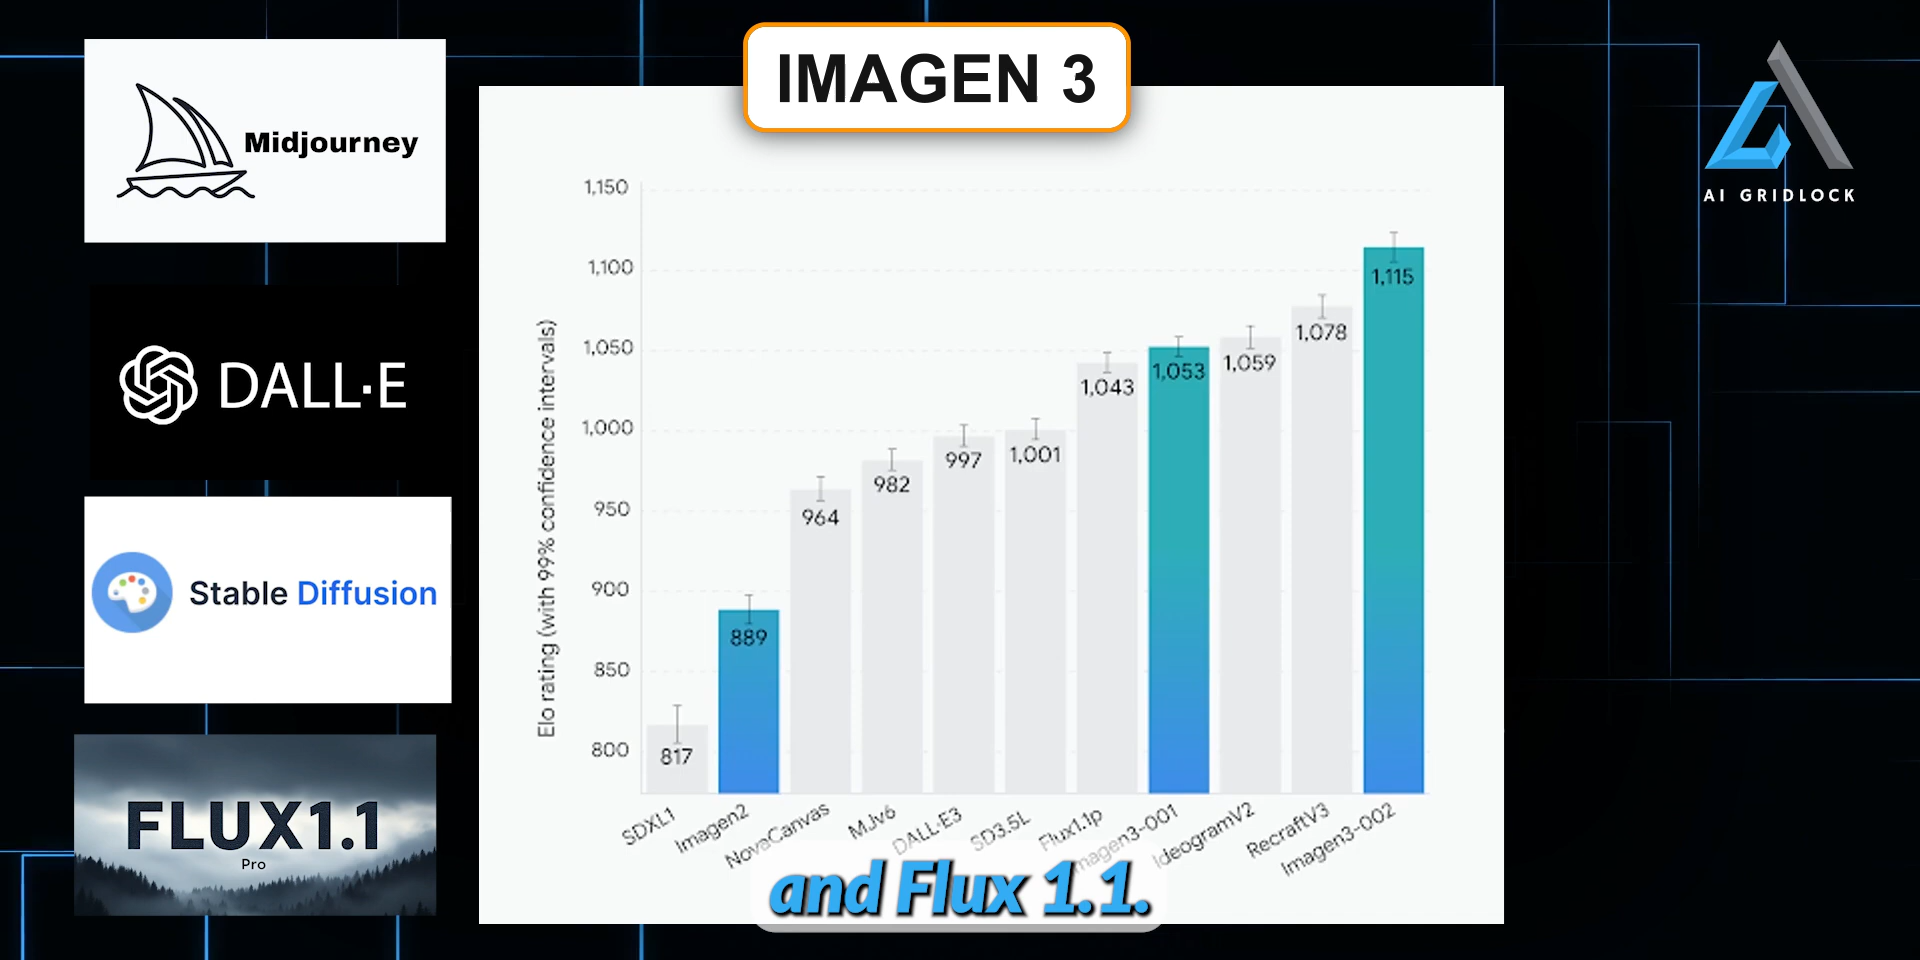 IMAGEN 3
Midjourney
DALL·E
Stable Diffusion
FLUX1.1
Pro
AI GRIDLOCK
Elo rating (with 99% confidence intervals)
1,150
1,100
1,050
1,000
950
900
850
800
817
889
964
982
997
1,001
1,043
1,053
1,059
1,078
1,115
SDXL1
Imagen2
NovaCanvas
MJv6
DALL-E3
SD3.5L
Flux1.1p
Imagen3-001
IdeogramV2
RecraftV3
Imagen3-002
and Flux 1.1.